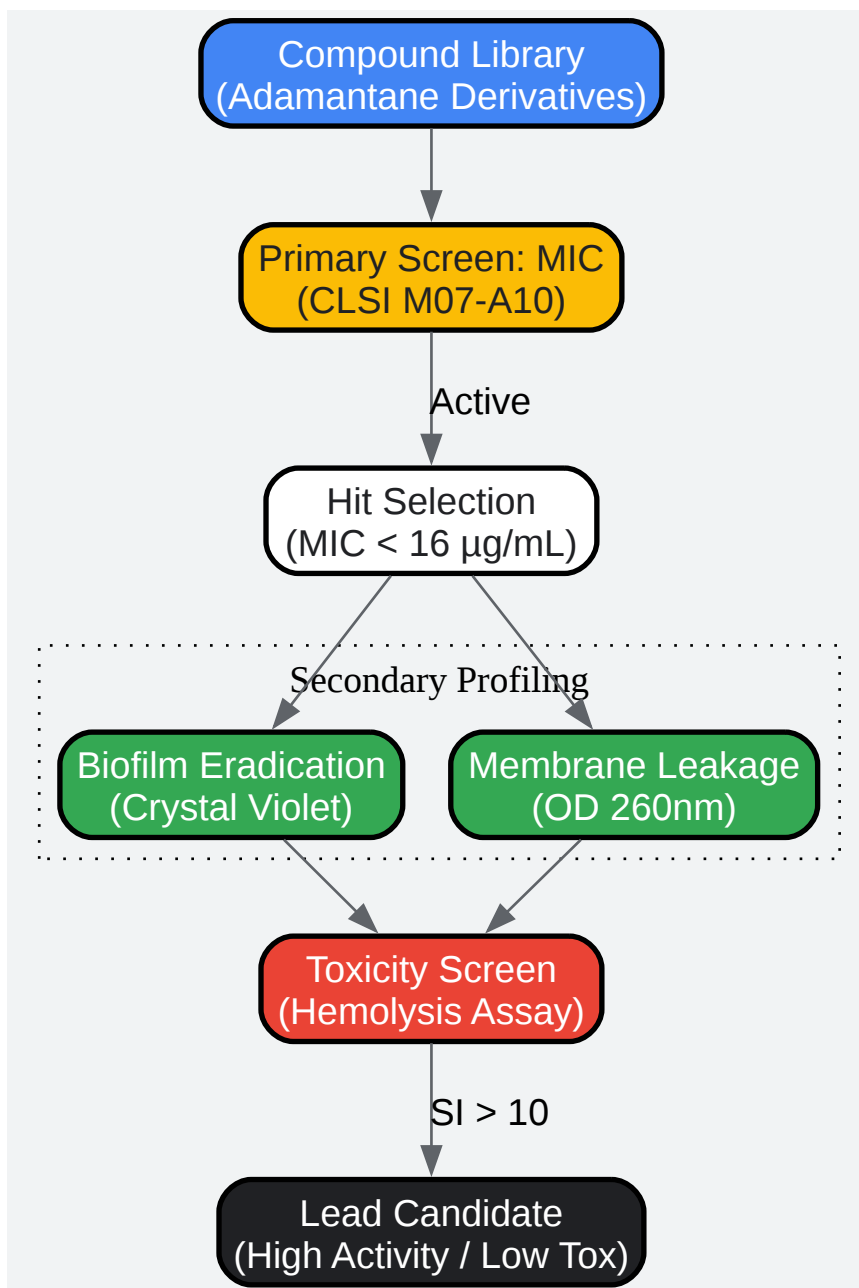 Compound Library
(Adamantane Derivatives)
Primary Screen: MIC
(CLSI M07-A10)
Active
Hit Selection
(MIC < 16 µg/mL)
Secondary Profiling
Biofilm Eradication
(Crystal Violet)
Membrane Leakage
(OD 260nm)
Toxicity Screen
(Hemolysis Assay)
SI > 10
Lead Candidate
(High Activity / Low Tox)